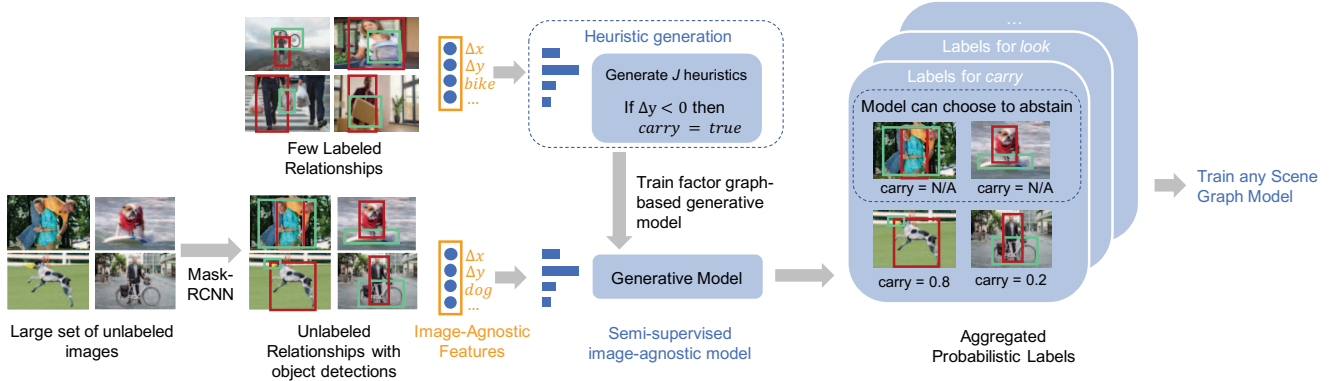 Few Labeled
Relationships
Δx
Δy
bike
...
Heuristic generation
Generate J heuristics
If Δy < 0 then
carry = true
Train factor graph-
based generative
model
Large set of unlabeled
images
Mask-
RCNN
Unlabeled
Relationships with
object detections
Δx
Δy
dog
...
Image-Agnostic
Features
Generative Model
Semi-supervised
image-agnostic model
...
Labels for look
Labels for carry
Model can choose to abstain
carry = N/A
carry = N/A
carry = 0.8
carry = 0.2
Aggregated
Probabilistic Labels
Train any Scene
Graph Model